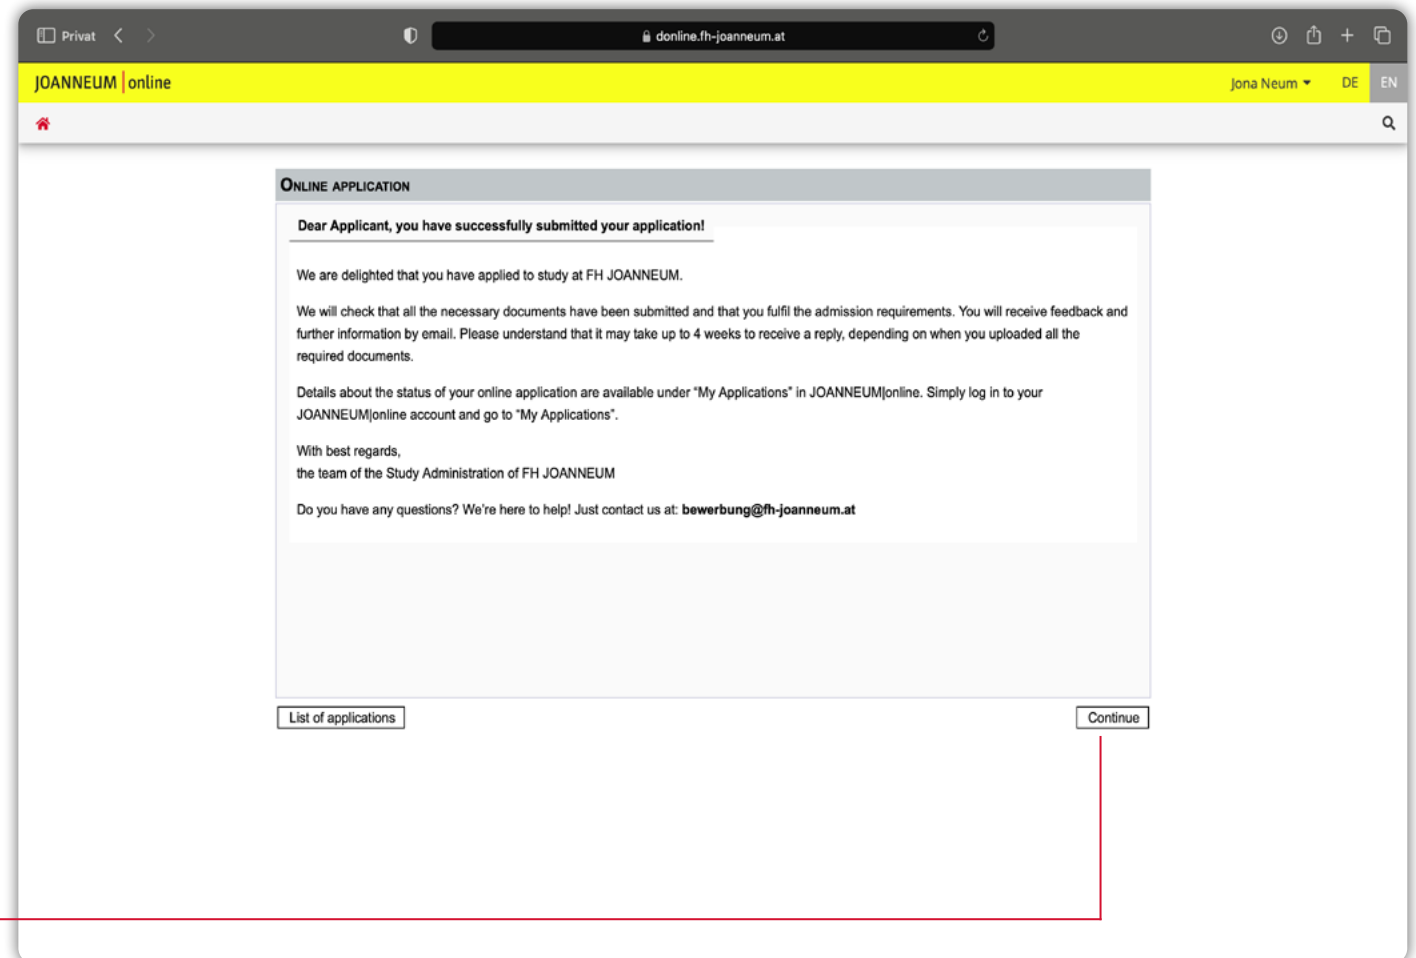 Privat
donline.fh-joanneum.at
JOANNEUM|online
Jona Neum DE EN
ONLINE APPLICATION
Dear Applicant, you have successfully submitted your application!
We are delighted that you have applied to study at FH JOANNEUM.
We will check that all the necessary documents have been submitted and that you fulfil the admission requirements. You will receive feedback and
further information by email. Please understand that it may take up to 4 weeks to receive a reply, depending on when you uploaded all the
required documents.
Details about the status of your online application are available under “My Applications” in JOANNEUM|online. Simply log in to your
JOANNEUM|online account and go to “My Applications”.
With best regards,
the team of the Study Administration of FH JOANNEUM
Do you have any questions? We're here to help! Just contact us at: bewerbung@fh-joanneum.at
List of applications
Continue